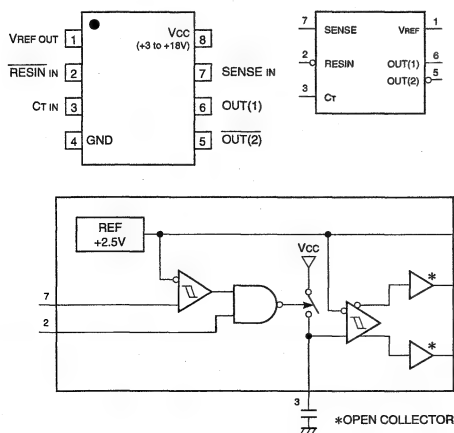 VREF OUT 1
VCC 8
(+3 to +18V)
RESIN IN 2
7 SENSE IN
CT IN 3
6 OUT(1)
4 GND
5 OUT(2)
7 SENSE VREF 1
2 RESIN OUT(1) 6
OUT(2) 5
3 CT
REF
+2.5V
VCC
*
7
2
*
3
*OPEN COLLECTOR